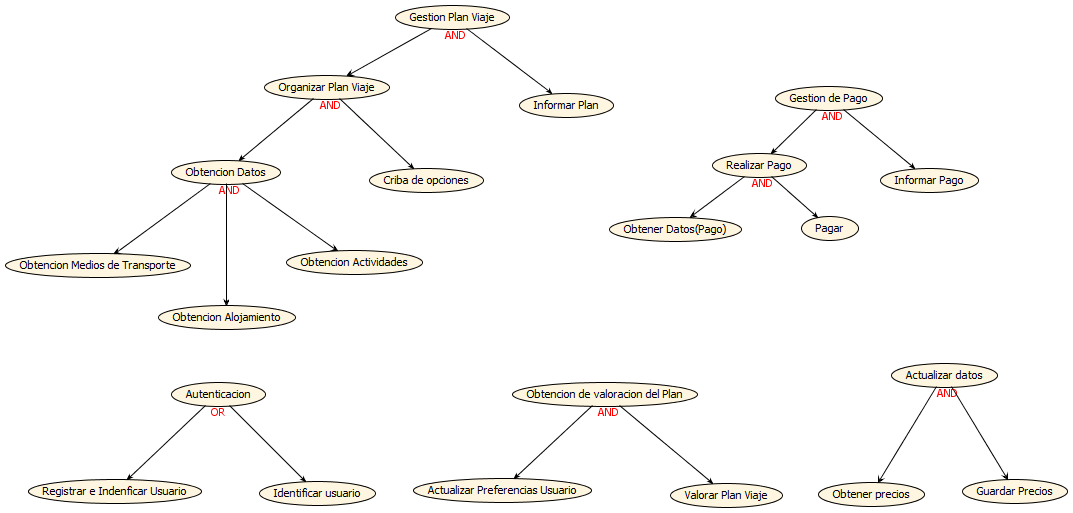 Gestion Plan Viaje
AND
Organizar Plan Viaje
AND
Informar Plan
Obtencion Datos
AND
Criba de opciones
Obtencion Medios de Transporte
Obtencion Actividades
Obtencion Alojamiento
Gestion de Pago
AND
Realizar Pago
AND
Informar Pago
Obtener Datos(Pago)
Pagar
Autenticacion
OR
Registrar e Indenficar Usuario
Identificar usuario
Obtencion de valoracion del Plan
AND
Actualizar Preferencias Usuario
Valorar Plan Viaje
Actualizar datos
AND
Obtener precios
Guardar Precios